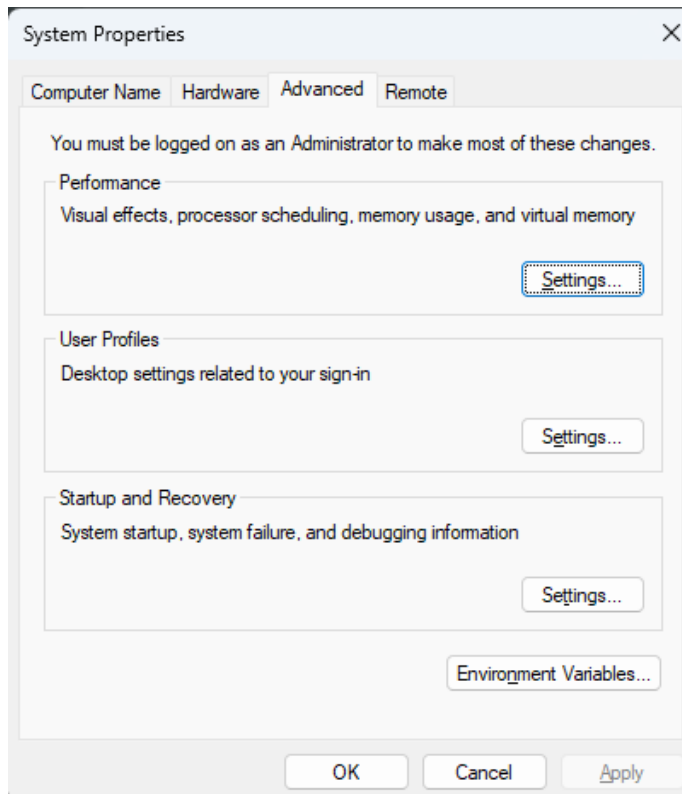 System Properties
Computer Name Hardware Advanced Remote
You must be logged on as an Administrator to make most of these changes.
Performance
Visual effects, processor scheduling, memory usage, and virtual memory
Settings...
User Profiles
Desktop settings related to your sign-in
Settings...
Startup and Recovery
System startup, system failure, and debugging information
Settings...
Environment Variables...
OK Cancel Apply